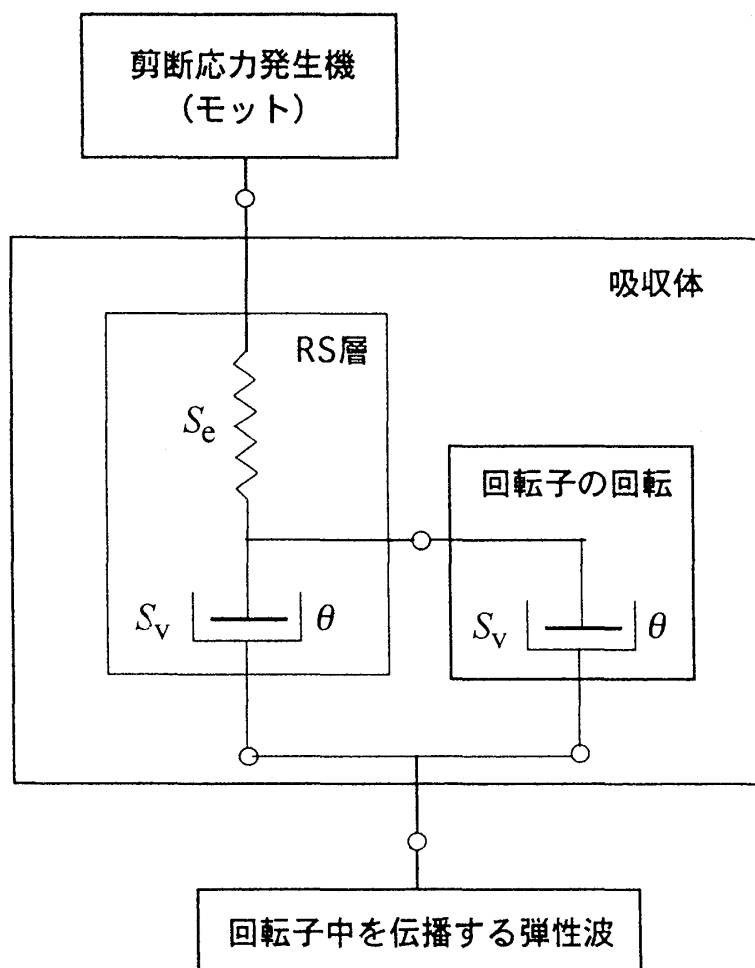 剪断応力発生機
（モット）
吸収体
RS層
Se
回転子の回転
Sv
θ
Sv
θ
回転子中を伝播する弾性波